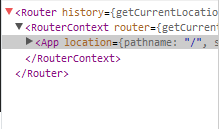 ▼<Router history={getCurrentLocatio
▼<RouterContext router={getCurrent
▶<App location={pathname: "/", s
</RouterContext>
</Router>